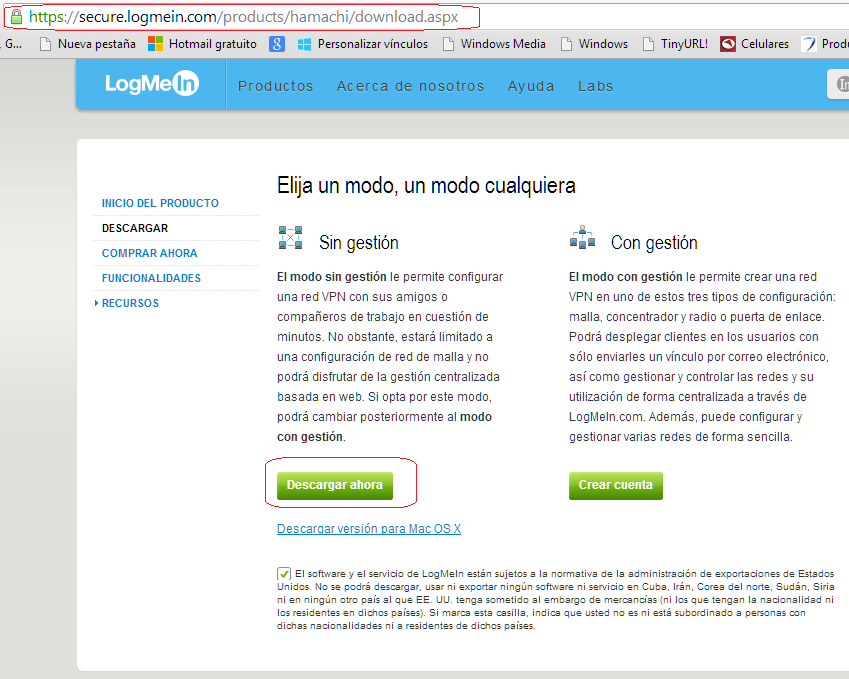 https://secure.logmein.com/products/hamachi/download.aspx
G... Nueva pestaña Hotmail gratuito Personalizar vínculos Windows Media Windows TinyURL! Celulares Produ
LogMeIn Productos Acerca de nosotros Ayuda Labs In
Elija un modo, un modo cualquiera
INICIO DEL PRODUCTO
DESCARGAR
COMPRAR AHORA
FUNCIONALIDADES
RECURSOS
Sin gestión
El modo sin gestión le permite configurar
una red VPN con sus amigos o
compañeros de trabajo en cuestión de
minutos. No obstante, estará limitado a
una configuración de red de malla y no
podrá disfrutar de la gestión centralizada
basada en web. Si opta por este modo,
podrá cambiar posteriormente al modo
con gestión.
Descargar ahora
Descargar versión para Mac OS X
Con gestión
El modo con gestión le permite crear una red
VPN en uno de estos tres tipos de configuración:
malla, concentrador y radio o puerta de enlace.
Podrá desplegar clientes en los usuarios con
sólo enviarles un vínculo por correo electrónico,
así como gestionar y controlar las redes y su
utilización de forma centralizada a través de
LogMeIn.com. Además, puede configurar y
gestionar varias redes de forma sencilla.
Crear cuenta
El software y el servicio de LogMeIn están sujetos a la normativa de la administración de exportaciones de Estados
Unidos. No se podrá descargar, usar ni exportar ningún software ni servicio en Cuba, Irán, Corea del norte, Sudán, Siria
ni en ningún otro país al que EE. UU. tenga sometido al embargo de mercancías (ni los que tengan la nacionalidad ni
los residentes en dichos países). Si marca esta casilla, indica que usted no es ni está subordinado a personas con
dichas nacionalidades ni a residentes de dichos países.